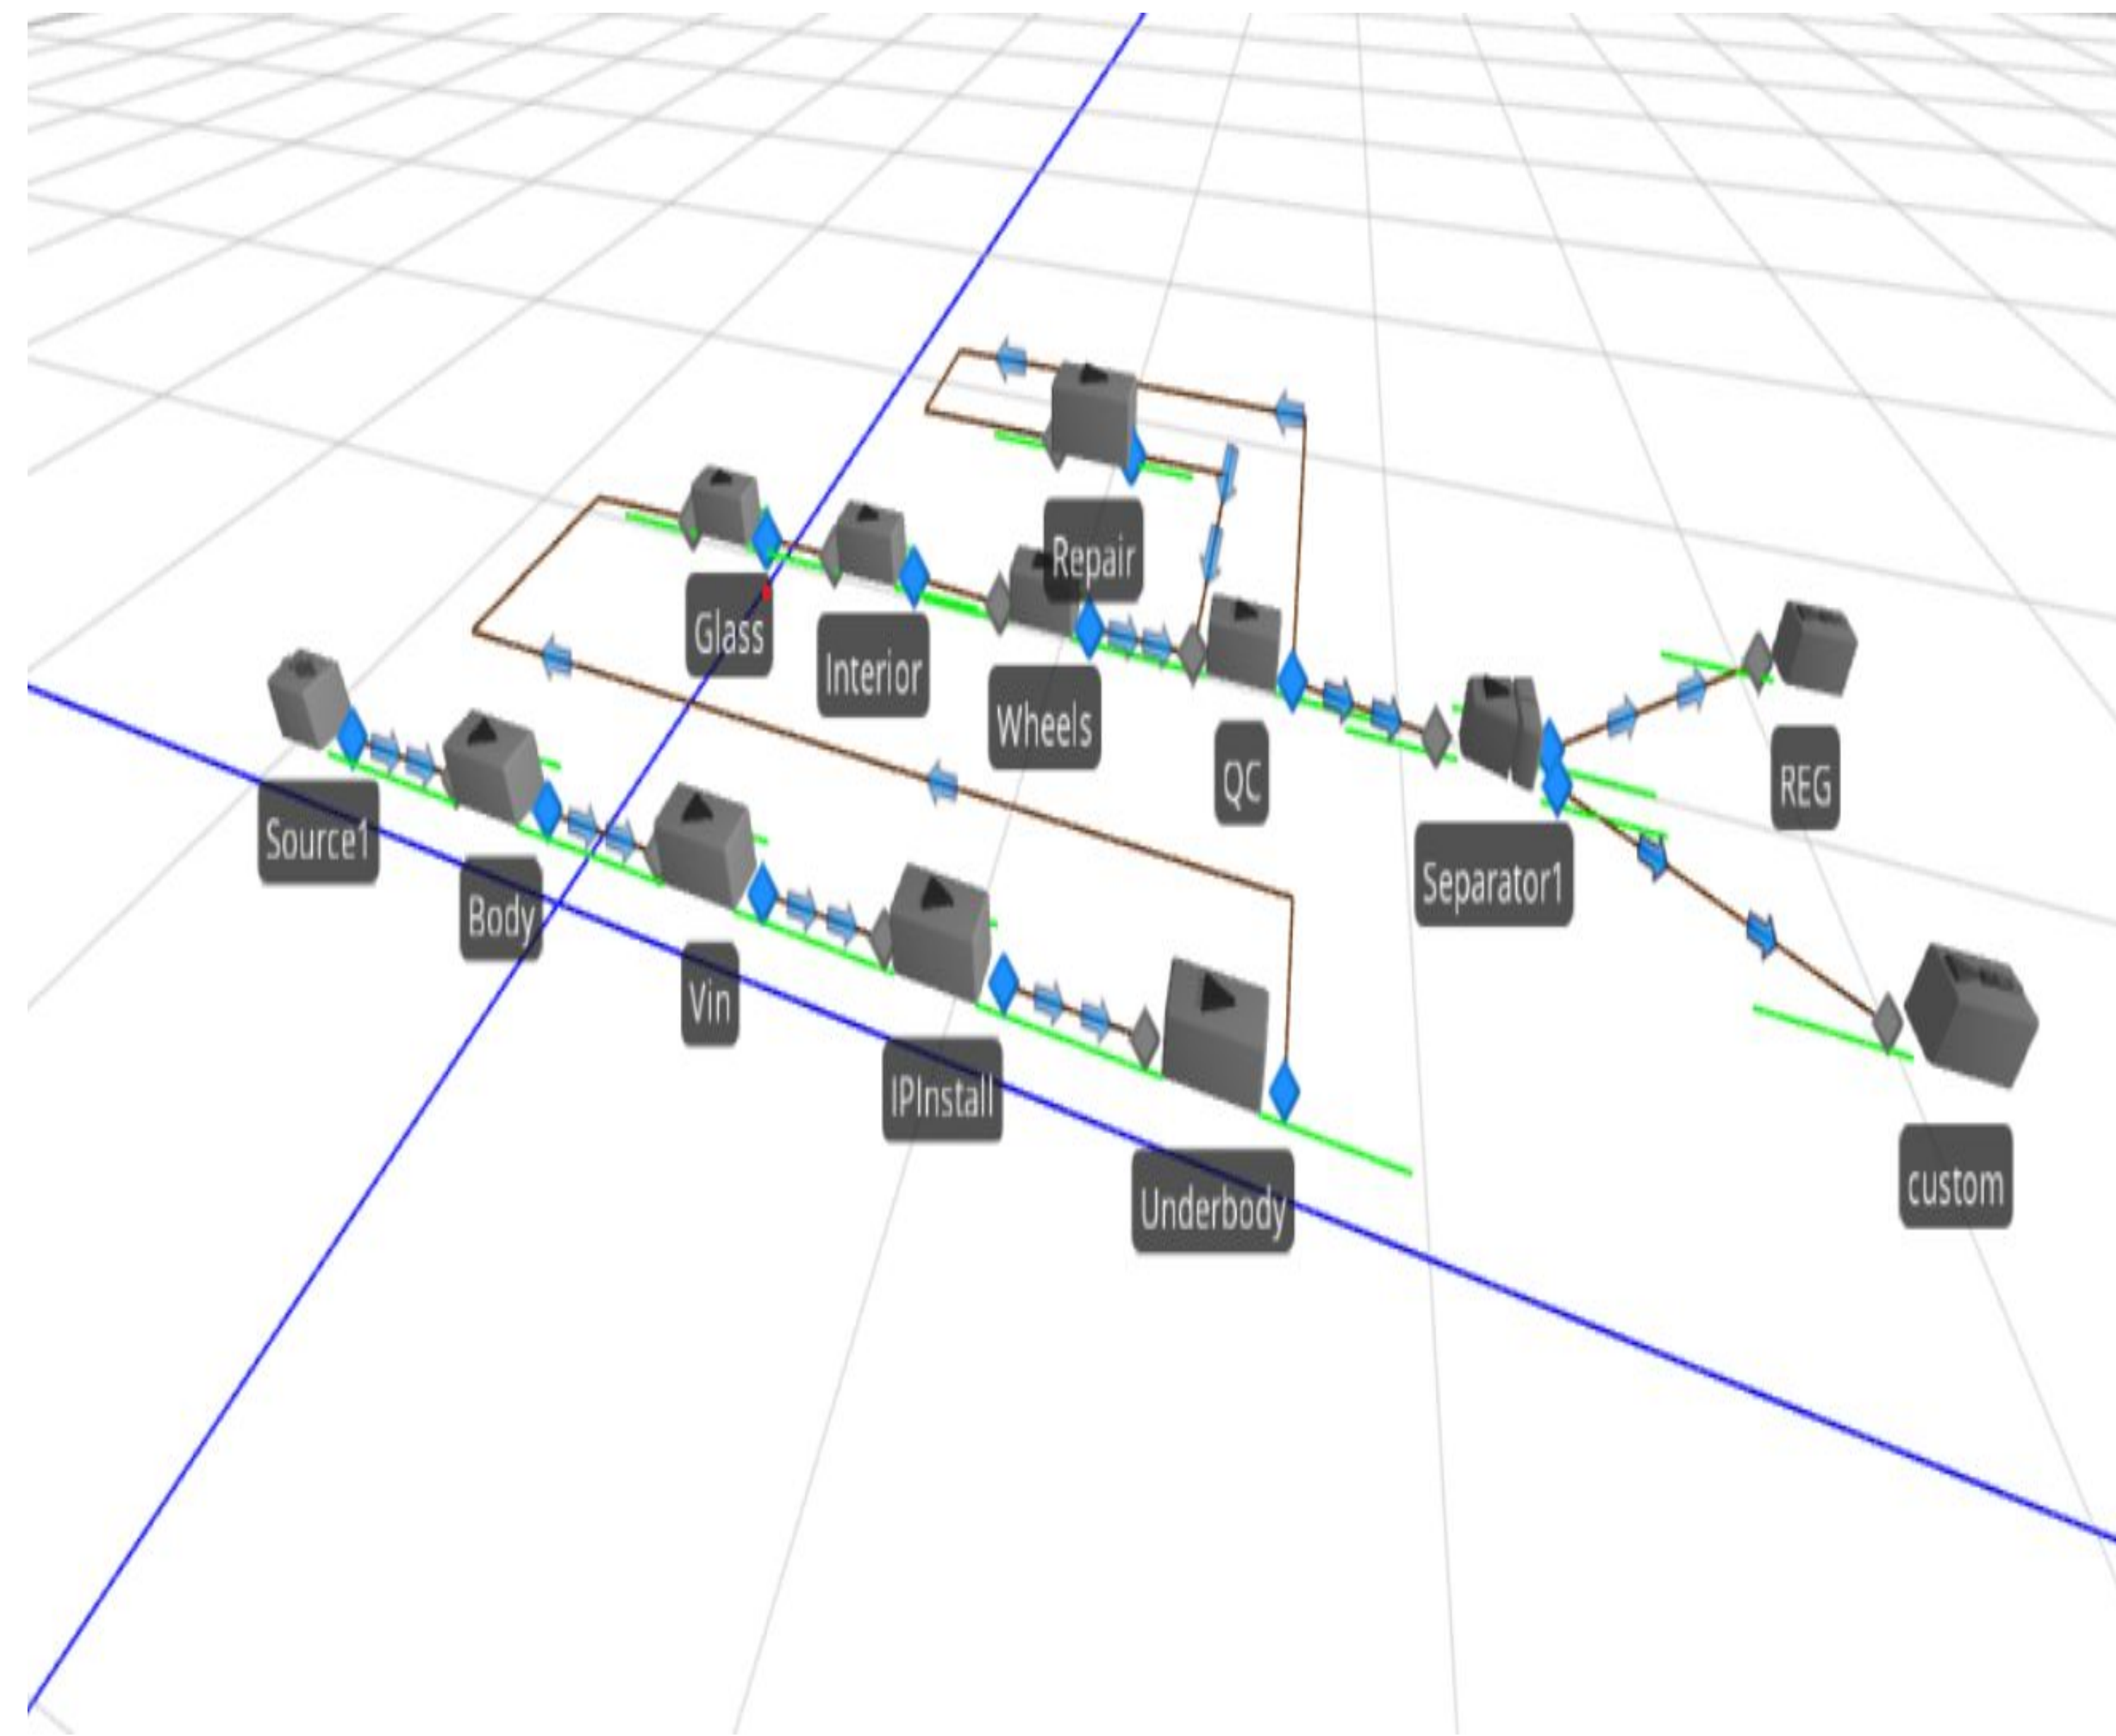 Repair
Glass
Interior
Wheels
QC
REG
Source1
Body
Vin
IPInstall
Underbody
Separator1
custom